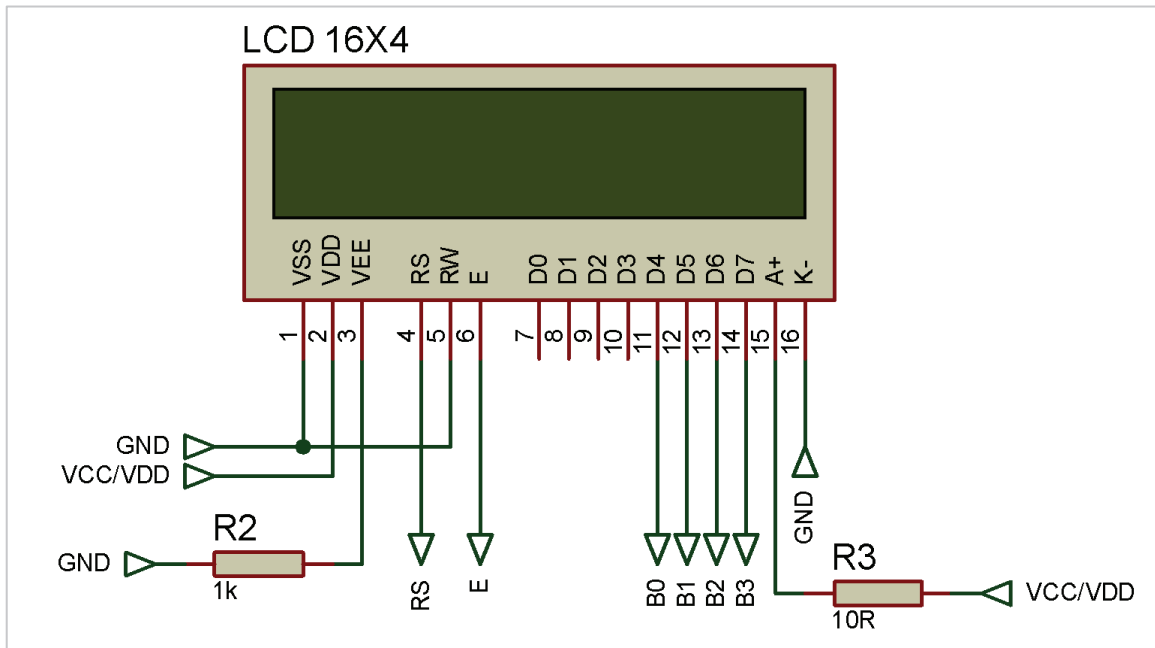 LCD 16X4
VSS
VDD
VEE
RS
RW
E
D0
D1
D2
D3
D4
D5
D6
D7
A+
K-
1
2
3
4
5
6
7
8
9
10
11
12
13
14
15
16
GND
VCC/VDD
GND
R2
1k
RS
E
B0
B1
B2
B3
GND
R3
10R
VCC/VDD